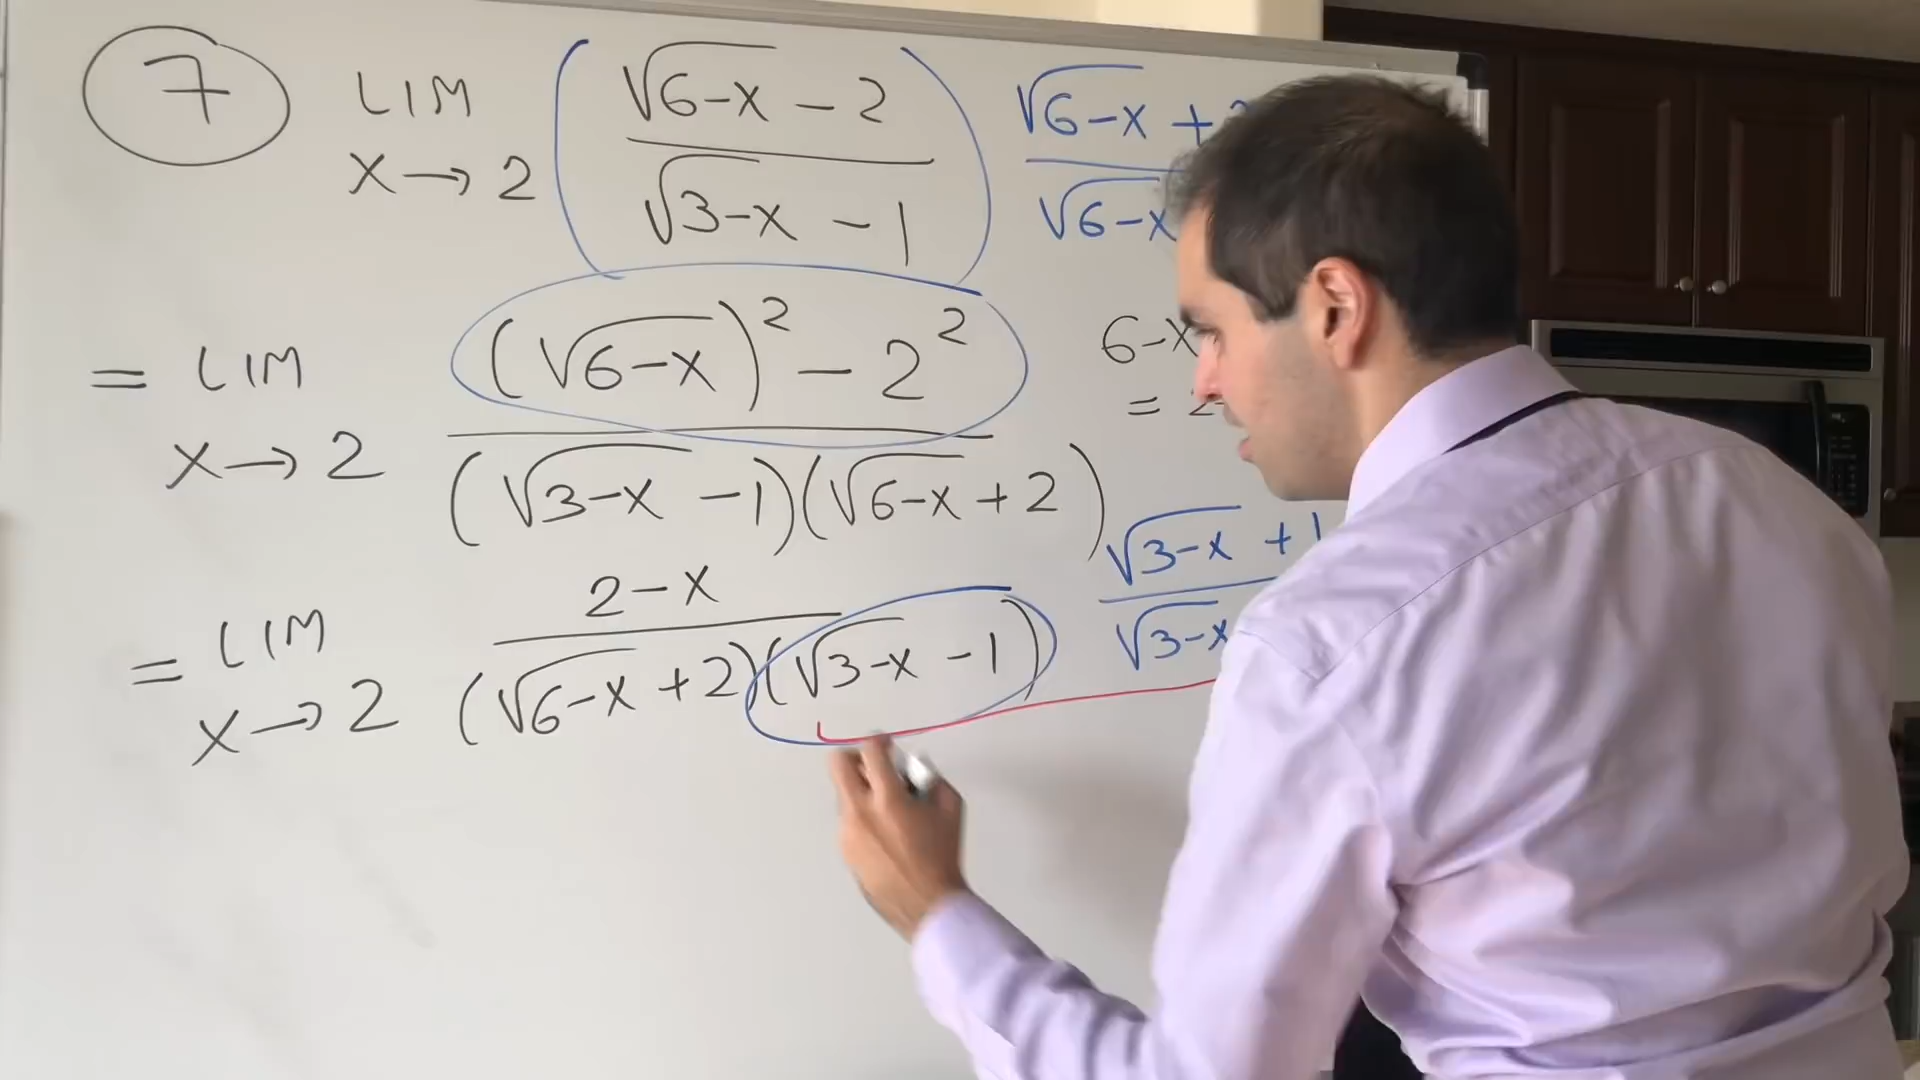 7 LIM x→2 ( (√6-x - 2) / (√3-x - 1) ) √6-x + / √6-x
= LIM x→2 ( (√6-x)² - 2² ) / ( (√3-x - 1)(√6-x + 2) ) 6-x
=
= LIM x→2 (2-x) / ( (√6-x + 2)(√3-x - 1) ) √3-x + 1 / √3-x